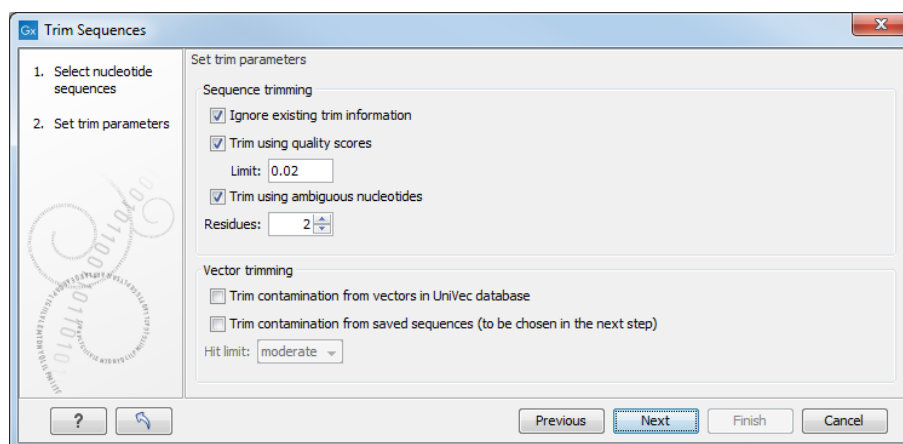 Gx Trim Sequences
1. Select nucleotide
sequences
2. Set trim parameters
Set trim parameters
Sequence trimming
Ignore existing trim information
Trim using quality scores
Limit: 0.02
Trim using ambiguous nucleotides
Residues: 2
Vector trimming
Trim contamination from vectors in UniVec database
Trim contamination from saved sequences (to be chosen in the next step)
Hit limit: moderate
? Previous Next Finish Cancel